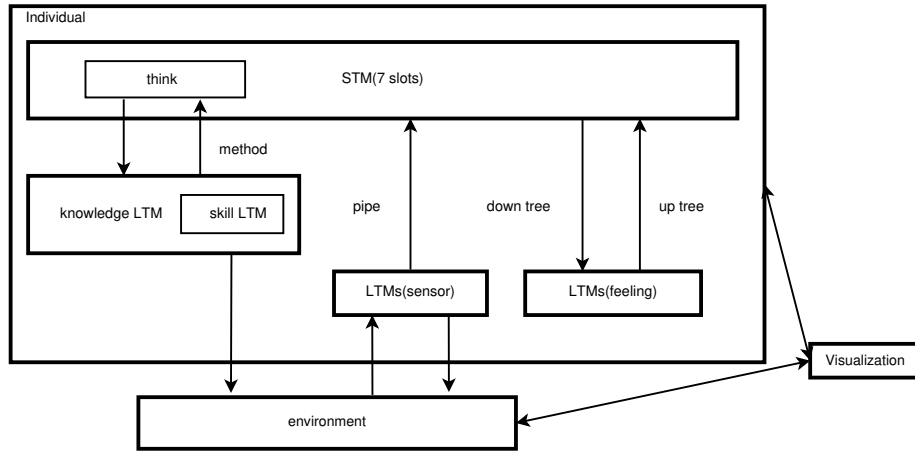 Individual
think
STM(7 slots)
method
knowledge LTM
skill LTM
pipe
down tree
up tree
LTMs(sensor)
LTMs(feeling)
Visualization
environment